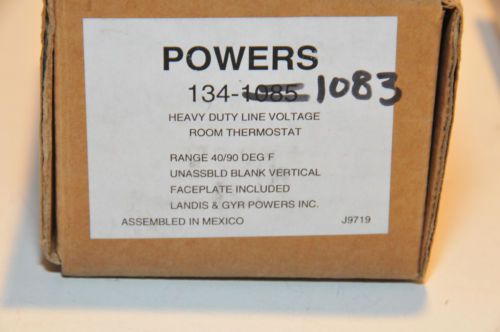 POWERS
134-1085 1083
HEAVY DUTY LINE VOLTAGE
ROOM THERMOSTAT
RANGE 40/90 DEG F
UNASSBLD BLANK VERTICAL
FACEPLATE INCLUDED
LANDIS & GYR POWERS INC.
ASSEMBLED IN MEXICO J9719